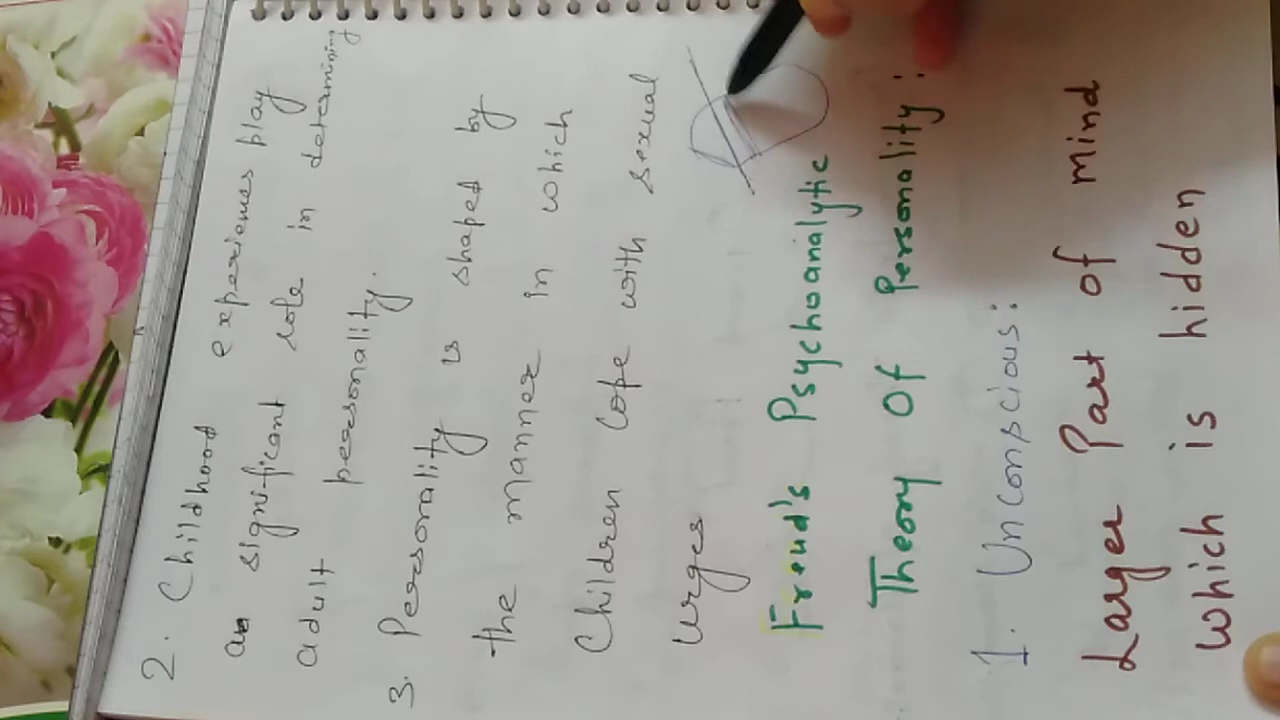 2. Childhood experiences play
a significant role in determining
adult personality.
3. Personality is shaped by
the manner in which
Children cope with sexual
urges
Freud's Psychoanalytic
Theory Of Personality:
1. Unconscious:
Larger Part of mind
which is hidden